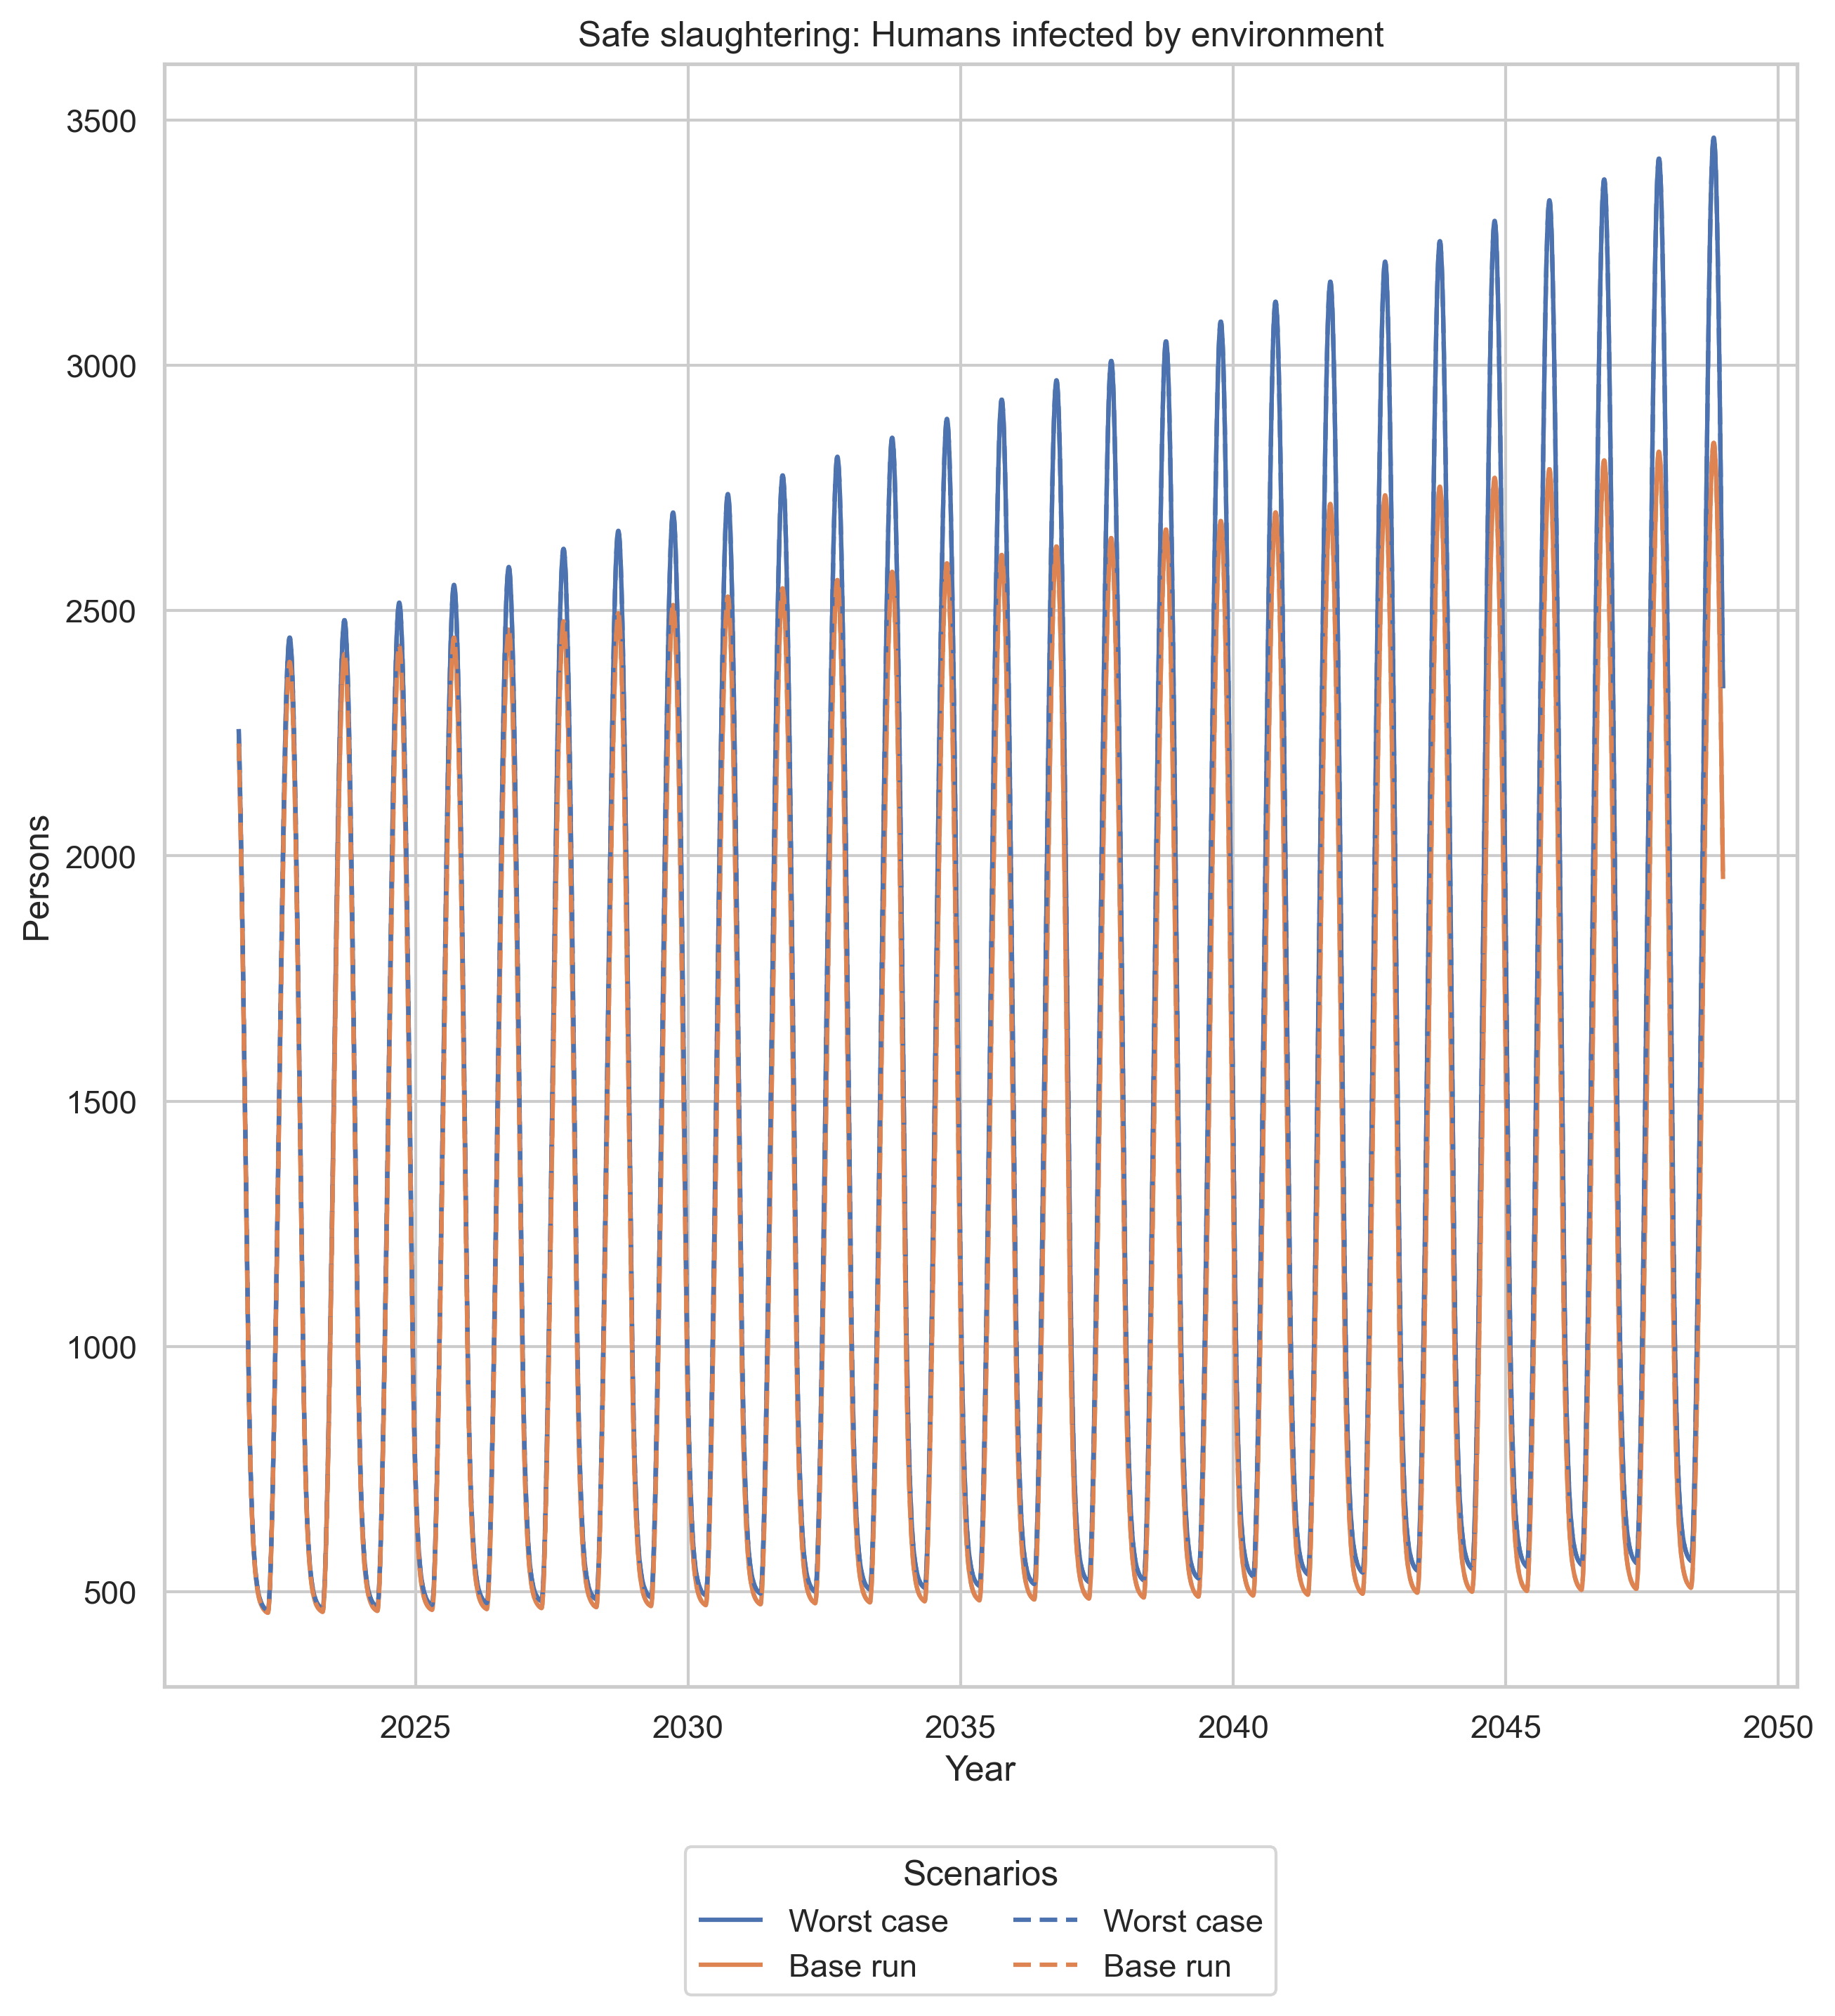 Safe slaughtering: Humans infected by environment
3500
3000
2500
2000
1500
1000
500
Persons
2025 2030 2035 2040 2045 2050
Year
Scenarios
Worst case Worst case
Base run Base run